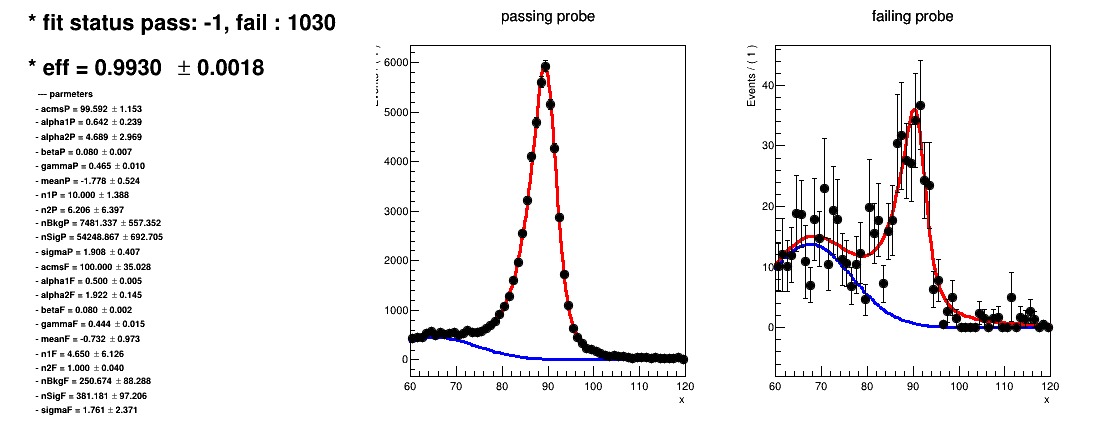 * fit status pass: -1, fail : 1030
* eff = 0.9930 ± 0.0018
--- parmeters
- acmsP = 99.592 ± 1.153
- alpha1P = 0.642 ± 0.239
- alpha2P = 4.689 ± 2.969
- betaP = 0.080 ± 0.007
- gammaP = 0.465 ± 0.010
- meanP = -1.778 ± 0.524
- n1P = 10.000 ± 1.388
- n2P = 6.206 ± 6.397
- nBkgP = 7481.337 ± 557.352
- nSigP = 54248.867 ± 692.705
- sigmaP = 1.908 ± 0.407
- acmsF = 100.000 ± 35.028
- alpha1F = 0.500 ± 0.005
- alpha2F = 1.922 ± 0.145
- betaF = 0.080 ± 0.002
- gammaF = 0.444 ± 0.015
- meanF = -0.732 ± 0.973
- n1F = 4.650 ± 6.126
- n2F = 1.000 ± 0.040
- nBkgF = 250.674 ± 88.288
- nSigF = 381.181 ± 97.206
- sigmaF = 1.761 ± 2.371
passing probe
6000
5000
4000
3000
2000
1000
0
60 70 80 90 100 110 120
x
failing probe
Events / ( 1 )
40
30
20
10
0
60 70 80 90 100 110 120
x